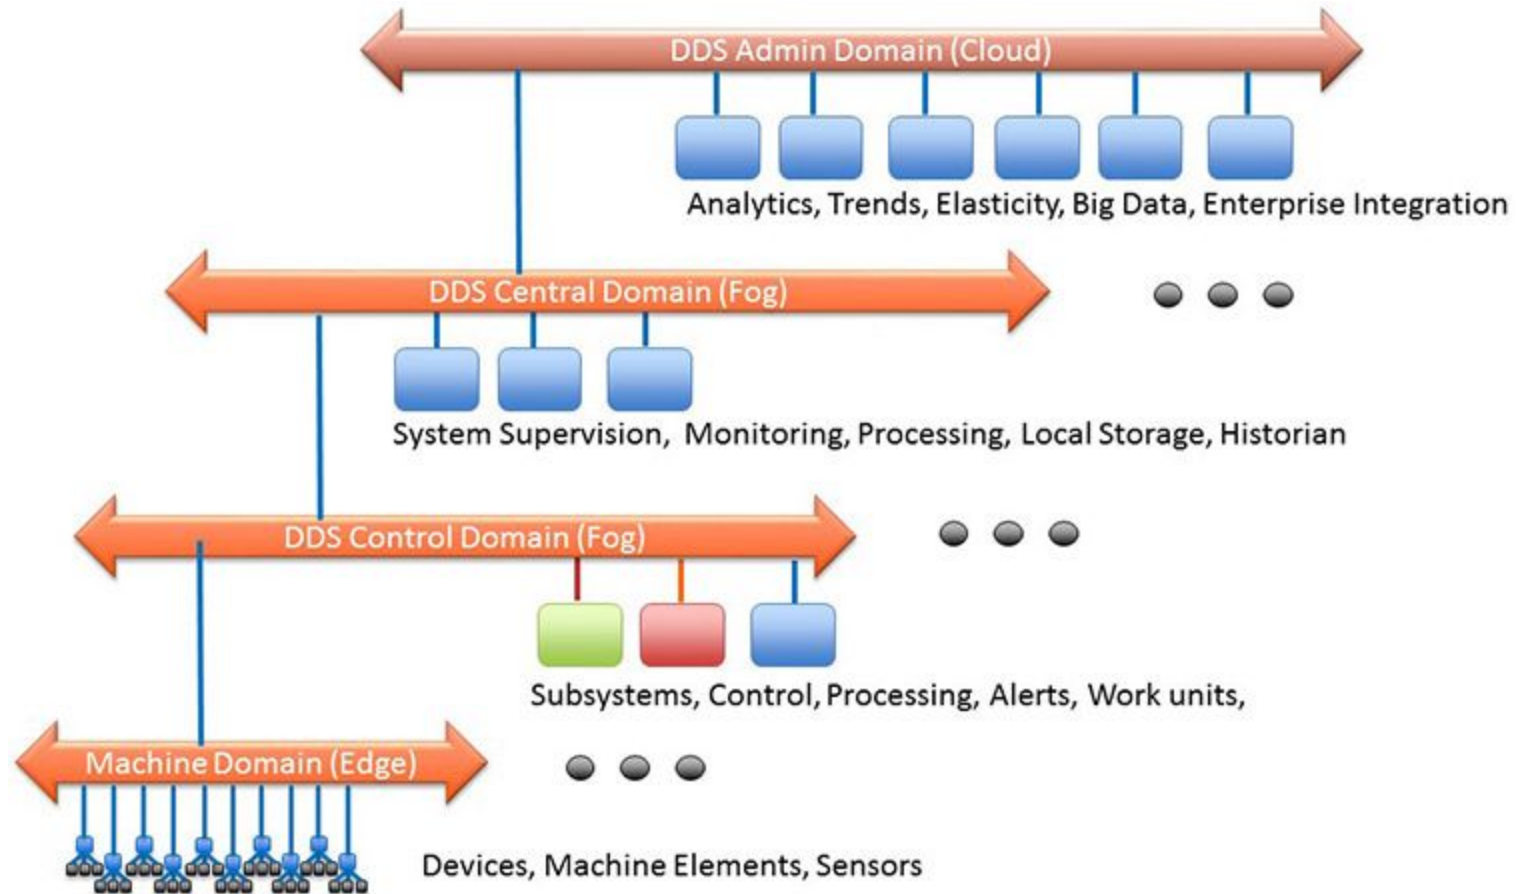 DDS Admin Domain (Cloud)
Analytics, Trends, Elasticity, Big Data, Enterprise Integration
DDS Central Domain (Fog)
System Supervision, Monitoring, Processing, Local Storage, Historian
DDS Control Domain (Fog)
Subsystems, Control, Processing, Alerts, Work units,
Machine Domain (Edge)
Devices, Machine Elements, Sensors